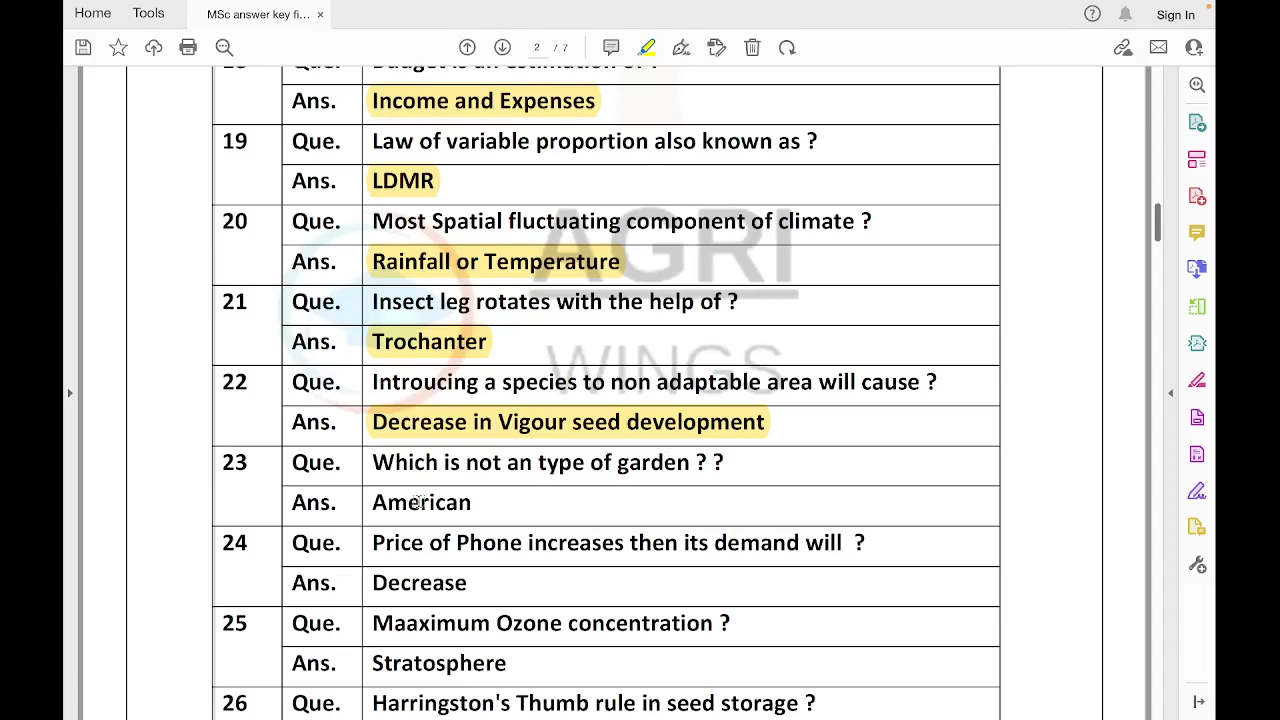 Home Tools MSc answer key fi... × Sign In
2 / 7
Ans. Income and Expenses
19 Que. Law of variable proportion also known as ?
Ans. LDMR
20 Que. Most Spatial fluctuating component of climate ?
Ans. Rainfall or Temperature
21 Que. Insect leg rotates with the help of ?
Ans. Trochanter
22 Que. Introucing a species to non adaptable area will cause ?
Ans. Decrease in Vigour seed development
23 Que. Which is not an type of garden ? ?
Ans. American
24 Que. Price of Phone increases then its demand will ?
Ans. Decrease
25 Que. Maaximum Ozone concentration ?
Ans. Stratosphere
26 Que. Harringston's Thumb rule in seed storage ?
AGRI
WINGS